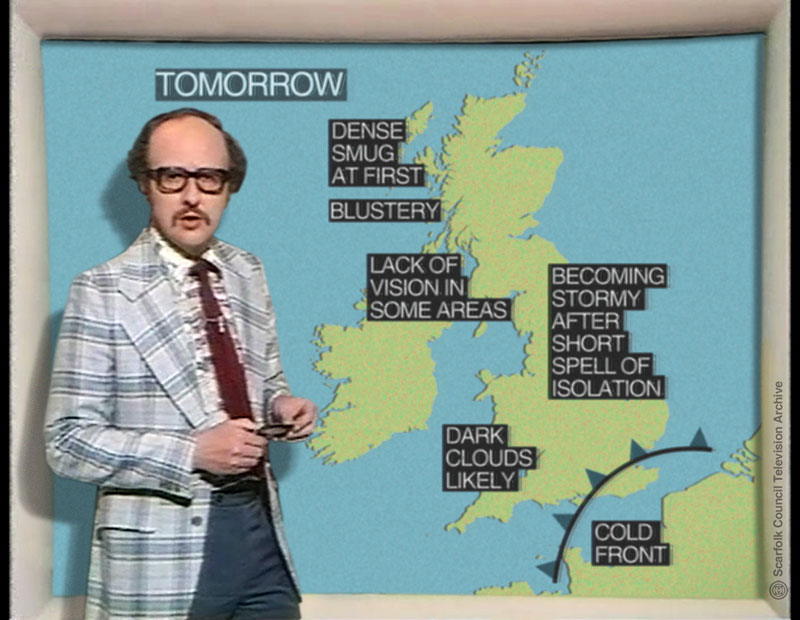 TOMORROW
DENSE
SMUG
AT FIRST
BLUSTERY
LACK OF
VISION IN
SOME AREAS
BECOMING
STORMY
AFTER
SHORT
SPELL OF
ISOLATION
DARK
CLOUDS
LIKELY
COLD
FRONT
Scarfolk Council Television Archive